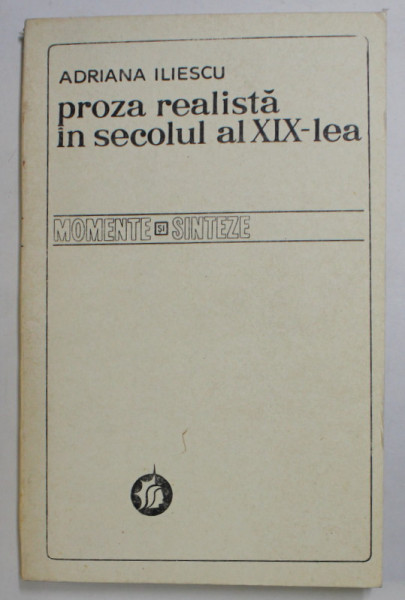 ADRIANA ILIESCU
proza realistă
în secolul al XIX-lea
MOMENTE ȘI SINTEZE